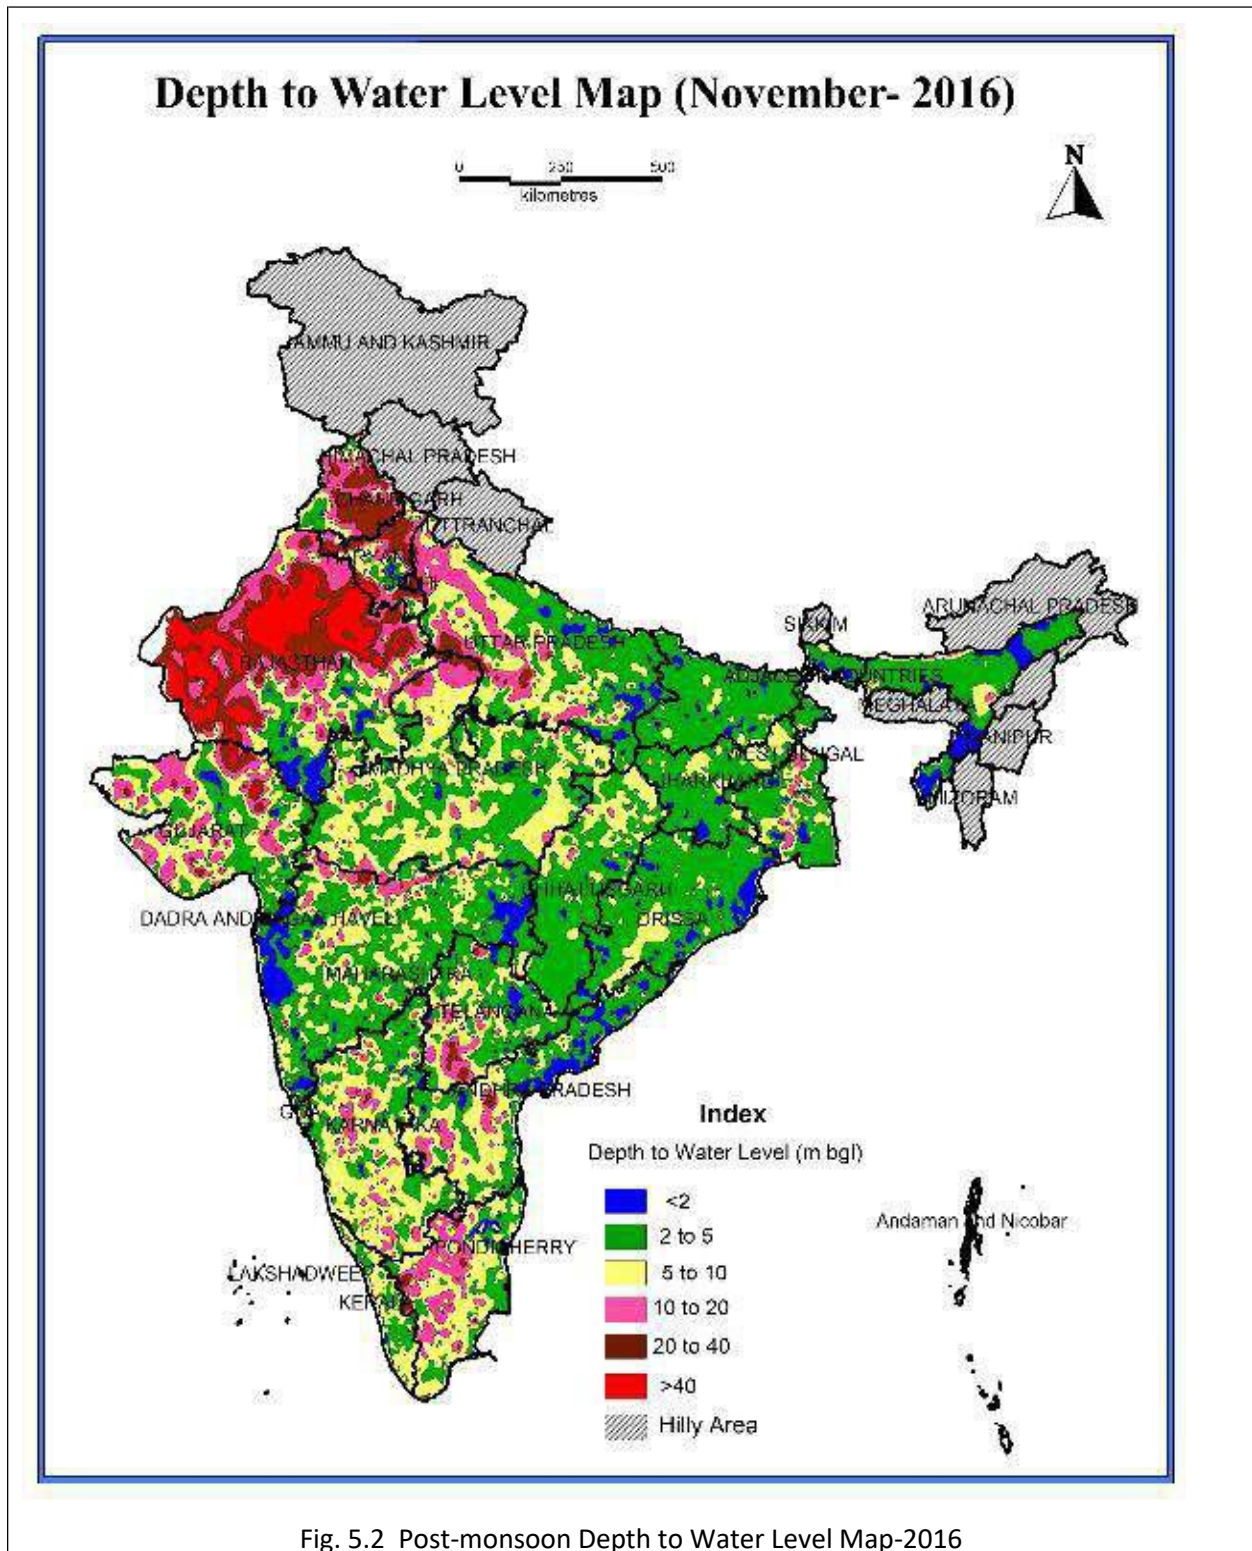 Depth to Water Level Map (November- 2016)
0 250 500
kilometres
N
JAMMU AND KASHMIR
HIMACHAL PRADESH
CHANDIGARH
UTTRANCHAL
ARUNACHAL PRADESH
SIKKIM
UTTAR PRADESH
RAJASTHAN
MEGHALAYA
MANIPUR
WEST BENGAL
MADHYA PRADESH
JHARKHAND
MIZORAM
GUJARAT
CHHATTISGARH
DADRA AND NAGAR HAVELI
ORISSA
MAHARASHTRA
TELANGANA
ANDHRA PRADESH
GOA
KARNATAKA
Index
Depth to Water Level (m bgl)
<2
2 to 5
5 to 10
10 to 20
20 to 40
>40
Hilly Area
Andaman and Nicobar
PONDICHERRY
LAKSHADWEEP
KERALA
Fig. 5.2 Post-monsoon Depth to Water Level Map-2016